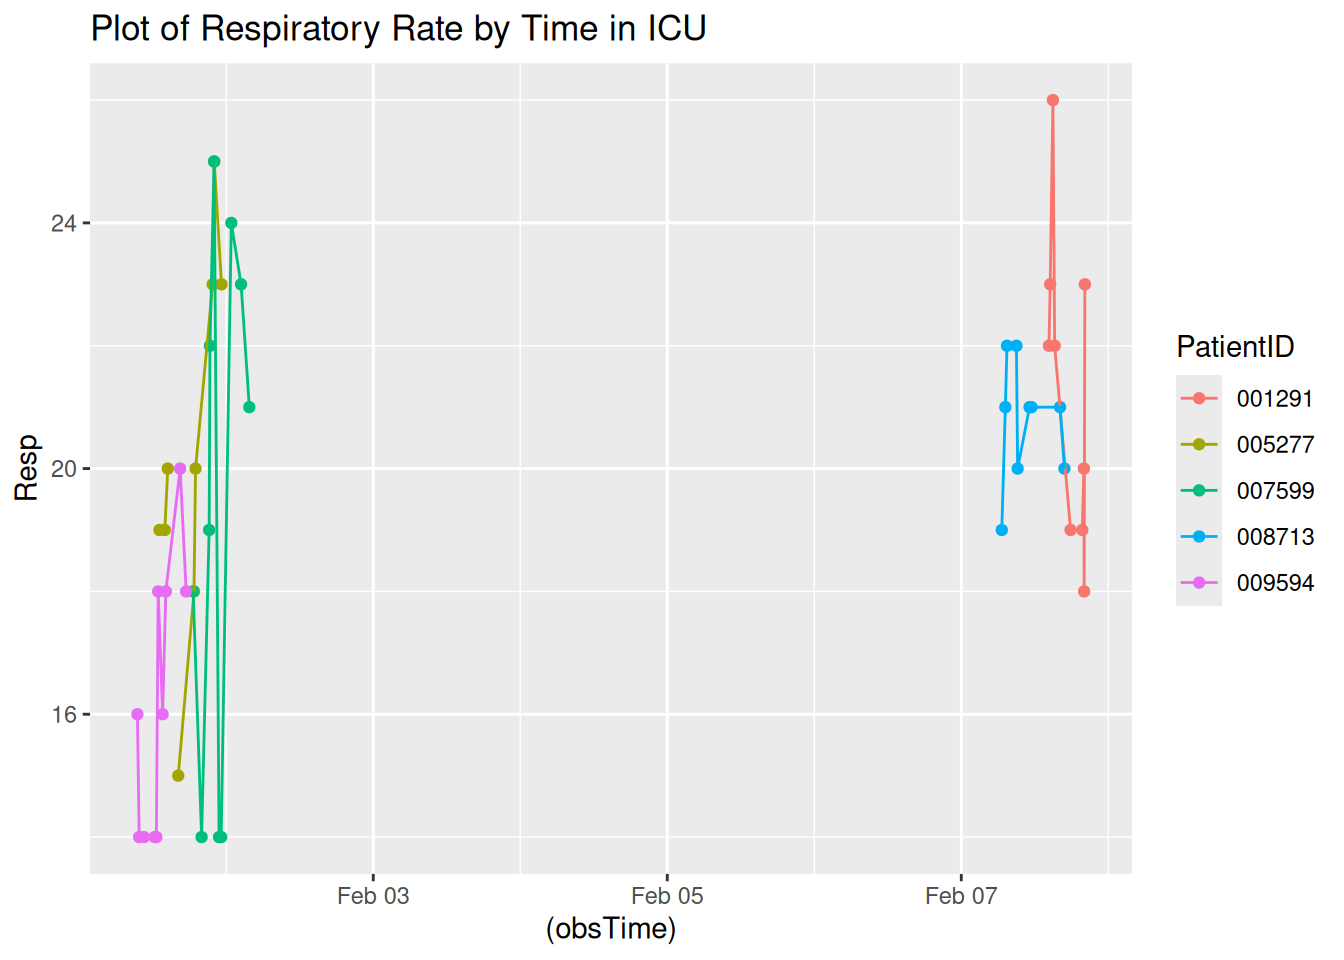 Plot of Respiratory Rate by Time in ICU
24
20
16
Resp
Feb 03
Feb 05
Feb 07
(obsTime)
PatientID
001291
005277
007599
008713
009594